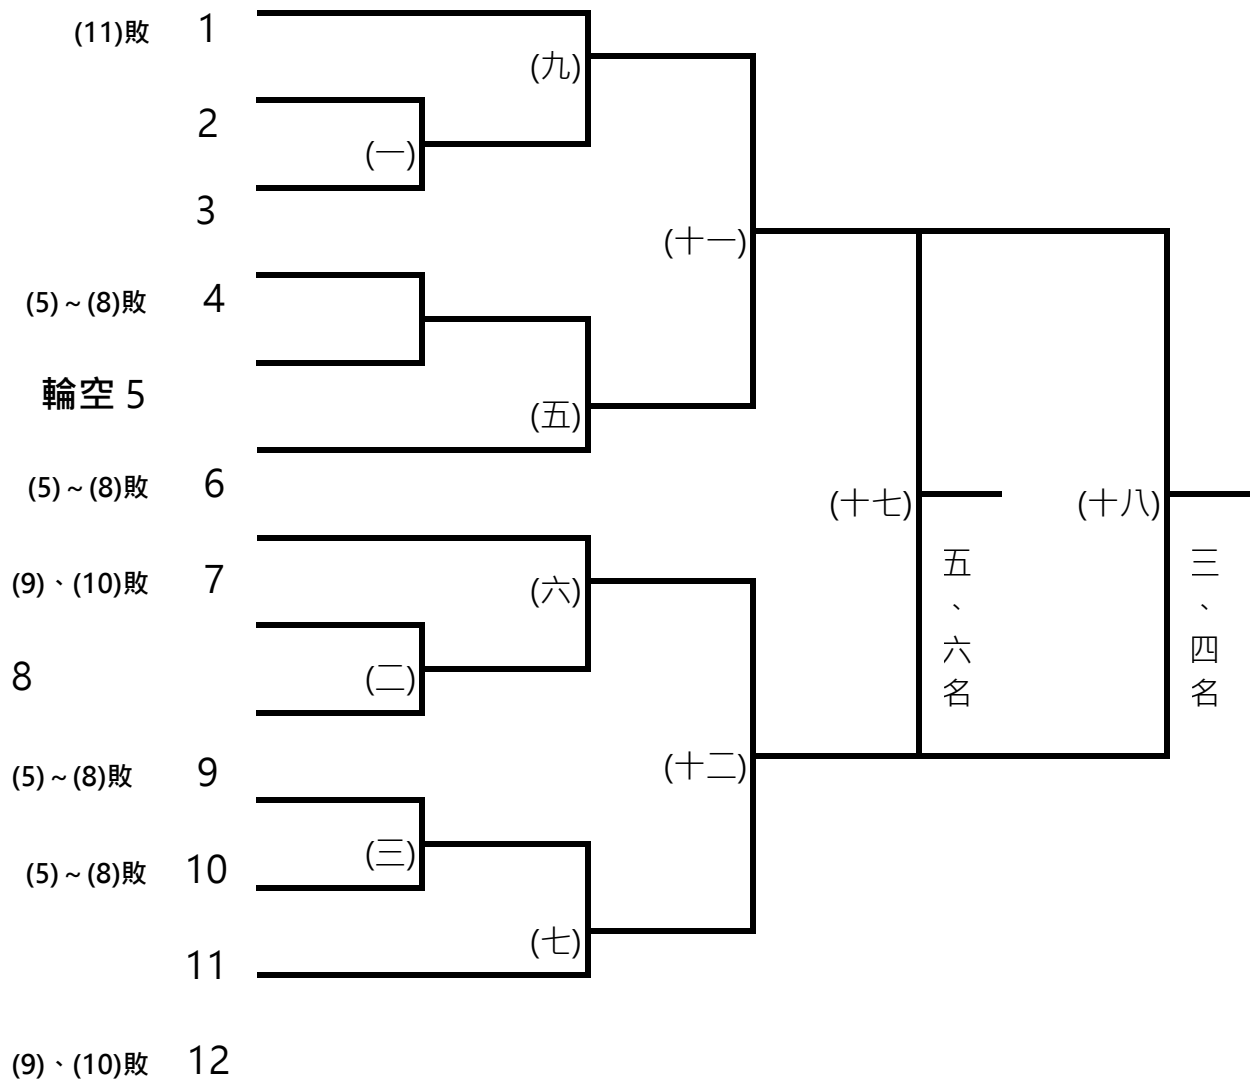 (11)敗 1
(九)
2
(一)
3
(十一)
(5)~(8)敗 4
輪空 5
(五)
(5)~(8)敗 6
(十七)
(十八)
五、六名
三、四名
(9)、(10)敗 7
(六)
8
(二)
(5)~(8)敗 9
(十二)
(5)~(8)敗 10
(三)
11
(七)
(9)、(10)敗 12